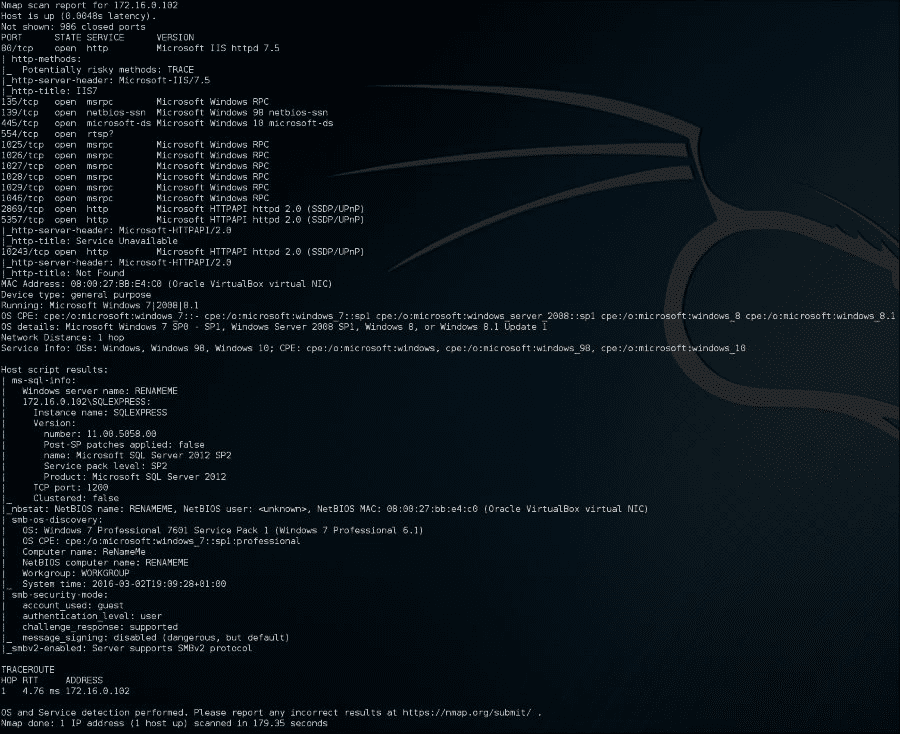 Nmap scan report for 172.16.0.102
Host is up (0.0048s latency).
Not shown: 986 closed ports
PORT      STATE SERVICE      VERSION
80/tcp    open  http         Microsoft IIS httpd 7.5
| http-methods:
|_  Potentially risky methods: TRACE
|_http-server-header: Microsoft-IIS/7.5
|_http-title: IIS7
135/tcp   open  msrpc        Microsoft Windows RPC
139/tcp   open  netbios-ssn  Microsoft Windows 98 netbios-ssn
445/tcp   open  microsoft-ds Microsoft Windows 10 microsoft-ds
554/tcp   open  rtsp?
1025/tcp  open  msrpc        Microsoft Windows RPC
1026/tcp  open  msrpc        Microsoft Windows RPC
1027/tcp  open  msrpc        Microsoft Windows RPC
1028/tcp  open  msrpc        Microsoft Windows RPC
1029/tcp  open  msrpc        Microsoft Windows RPC
1046/tcp  open  msrpc        Microsoft Windows RPC
2869/tcp  open  http         Microsoft HTTPAPI httpd 2.0 (SSDP/UPnP)
5357/tcp  open  http         Microsoft HTTPAPI httpd 2.0 (SSDP/UPnP)
|_http-server-header: Microsoft-HTTPAPI/2.0
|_http-title: Service Unavailable
10243/tcp open  http         Microsoft HTTPAPI httpd 2.0 (SSDP/UPnP)
|_http-server-header: Microsoft-HTTPAPI/2.0
|_http-title: Not Found
MAC Address: 08:00:27:BB:E4:C0 (Oracle VirtualBox virtual NIC)
Device type: general purpose
Running: Microsoft Windows 7|2008|8.1
OS CPE: cpe:/o:microsoft:windows_7::- cpe:/o:microsoft:windows_7::sp1 cpe:/o:microsoft:windows_server_2008::sp1 cpe:/o:microsoft:windows_8 cpe:/o:microsoft:windows_8.1
OS details: Microsoft Windows 7 SP0 - SP1, Windows Server 2008 SP1, Windows 8, or Windows 8.1 Update 1
Network Distance: 1 hop
Service Info: OSs: Windows, Windows 98, Windows 10; CPE: cpe:/o:microsoft:windows, cpe:/o:microsoft:windows_98, cpe:/o:microsoft:windows_10

Host script results:
| ms-sql-info:
|   Windows server name: RENAMEME
|   172.16.0.102\SQLEXPRESS:
|     Instance name: SQLEXPRESS
|     Version:
|       number: 11.00.5058.00
|       Post-SP patches applied: false
|       name: Microsoft SQL Server 2012 SP2
|       Service pack level: SP2
|       Product: Microsoft SQL Server 2012
|     TCP port: 1200
|_    Clustered: false
|_nbstat: NetBIOS name: RENAMEME, NetBIOS user: <unknown>, NetBIOS MAC: 08:00:27:bb:e4:c0 (Oracle VirtualBox virtual NIC)
| smb-os-discovery:
|   OS: Windows 7 Professional 7601 Service Pack 1 (Windows 7 Professional 6.1)
|   OS CPE: cpe:/o:microsoft:windows_7::sp1:professional
|   Computer name: ReNameMe
|   NetBIOS computer name: RENAMEME
|   Workgroup: WORKGROUP
|_  System time: 2016-03-02T19:09:28+01:00
| smb-security-mode:
|   account_used: guest
|   authentication_level: user
|   challenge_response: supported
|_  message_signing: disabled (dangerous, but default)
|_smbv2-enabled: Server supports SMBv2 protocol

TRACEROUTE
HOP RTT     ADDRESS
1   4.76 ms 172.16.0.102

OS and Service detection performed. Please report any incorrect results at https://nmap.org/submit/ .
Nmap done: 1 IP address (1 host up) scanned in 179.35 seconds